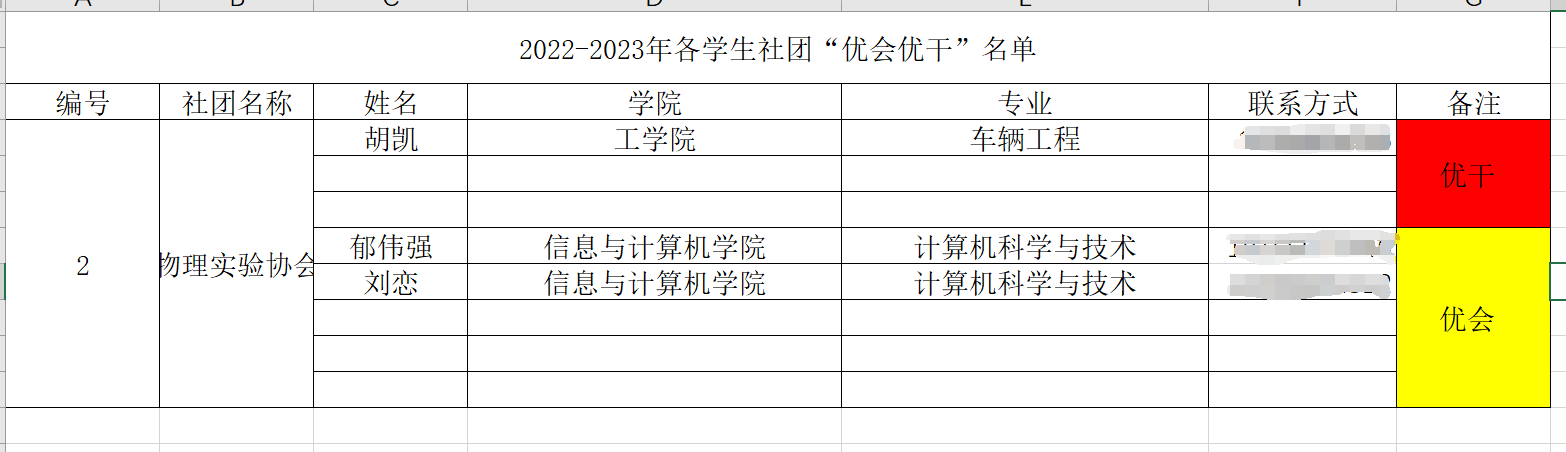 A B C D E F G
2022-2023年各学生社团“优会优干”名单
编号 社团名称 姓名 学院 专业 联系方式 备注
2 物理实验协会 胡凯 工学院 车辆工程 优干
郁伟强 信息与计算机学院 计算机科学与技术 优会
刘恋 信息与计算机学院 计算机科学与技术